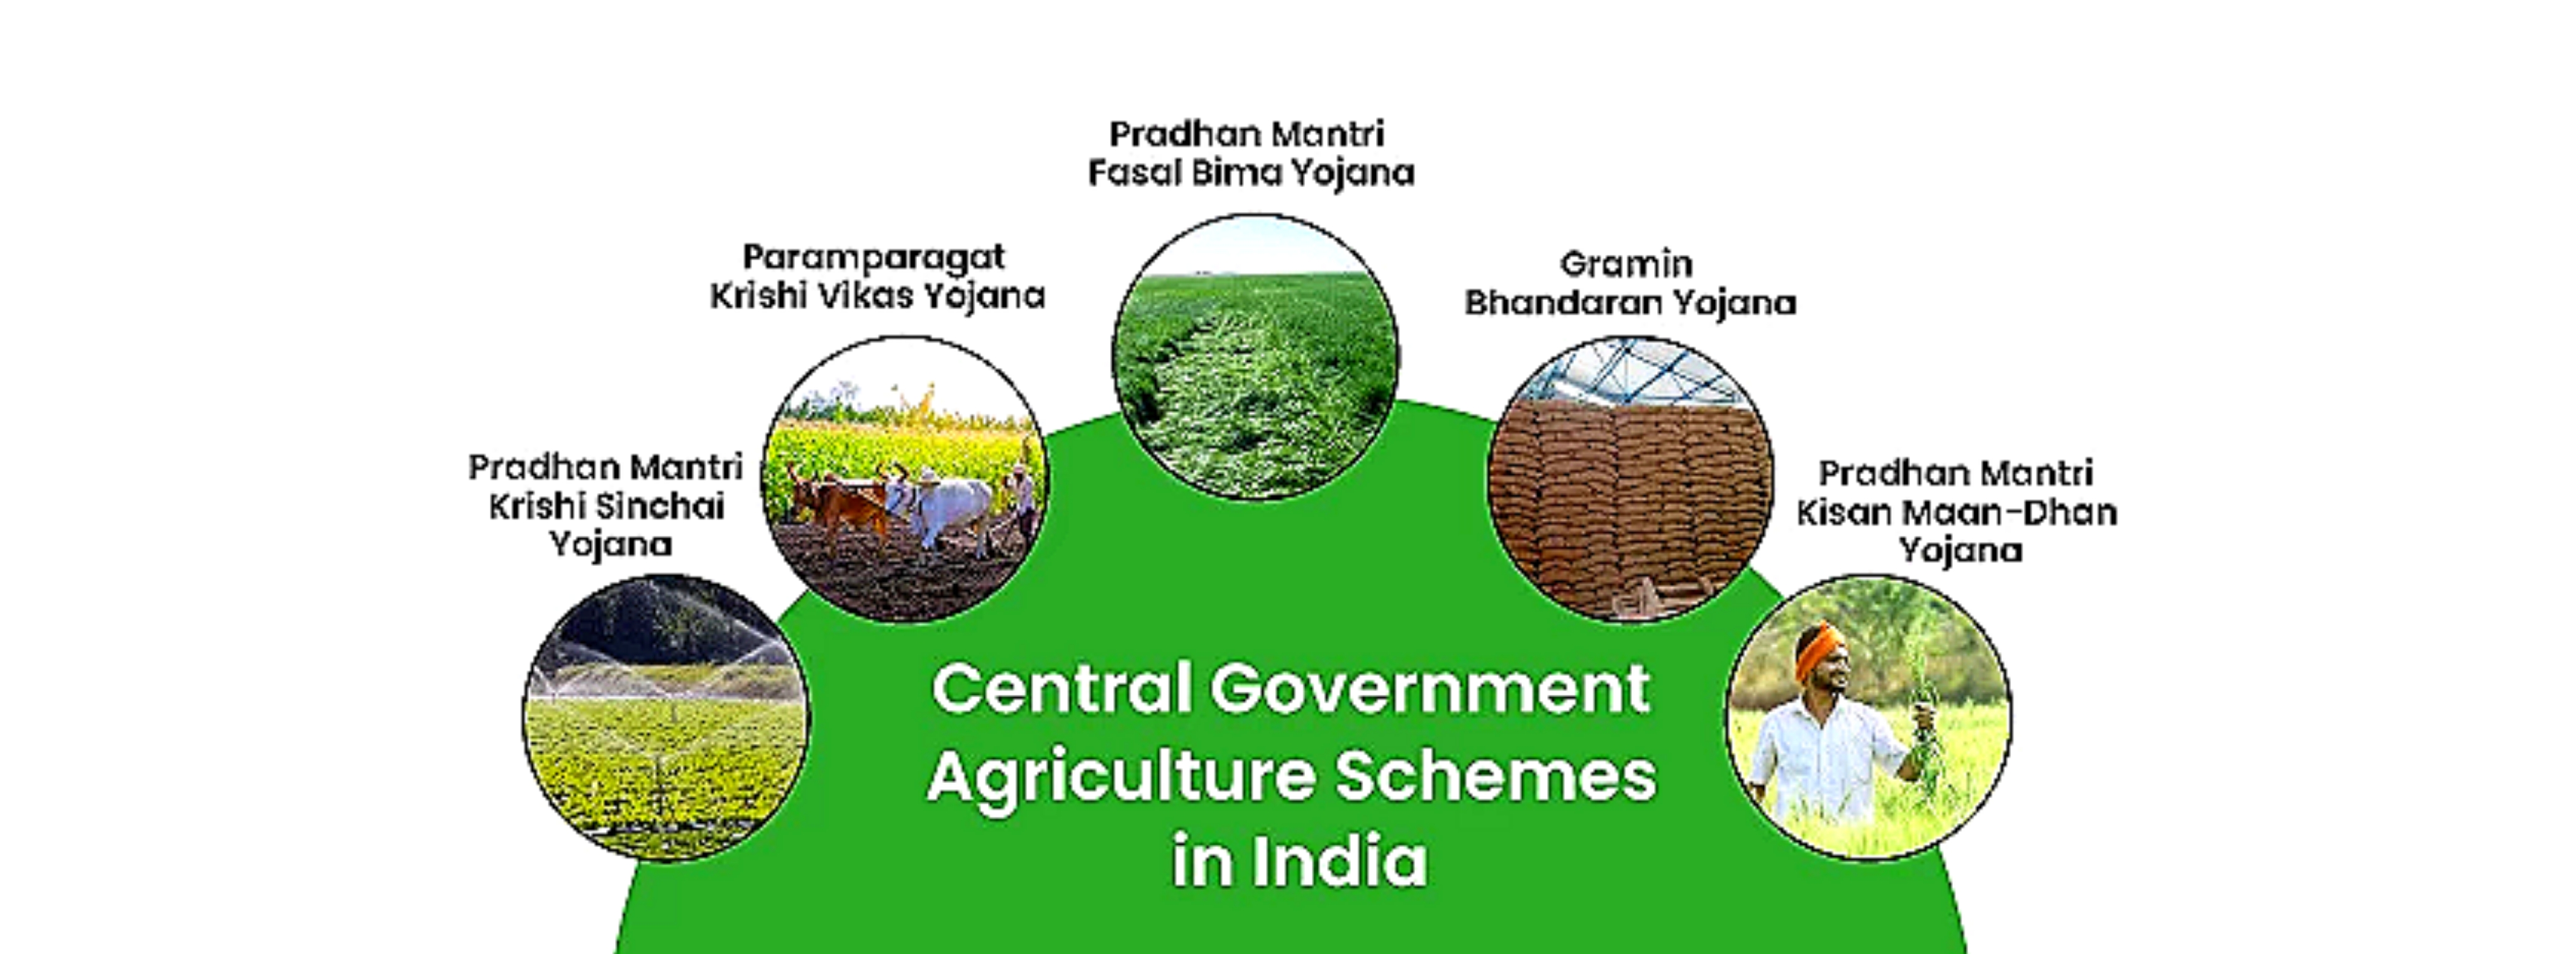 Pradhan Mantri
Fasal Bima Yojana
Paramparagat
Krishi Vikas Yojana
Gramin
Bhandaran Yojana
Pradhan Mantri
Krishi Sinchai
Yojana
Pradhan Mantri
Kisan Maan-Dhan
Yojana
Central Government
Agriculture Schemes
in India